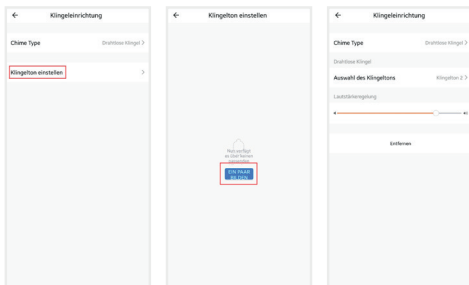 Klingeleinrichtung
Chime Type
Drahtlose Klingel
Klingelton einstellen
Klingelton einstellen
EIN PAAR
BILDEN
Klingeleinrichtung
Chime Type
Drahtlose Klingel
Drahtlose Klingel
Auswahl des Klingeltons
Klingelton 2
Lautstärkeregelung
Entfernen